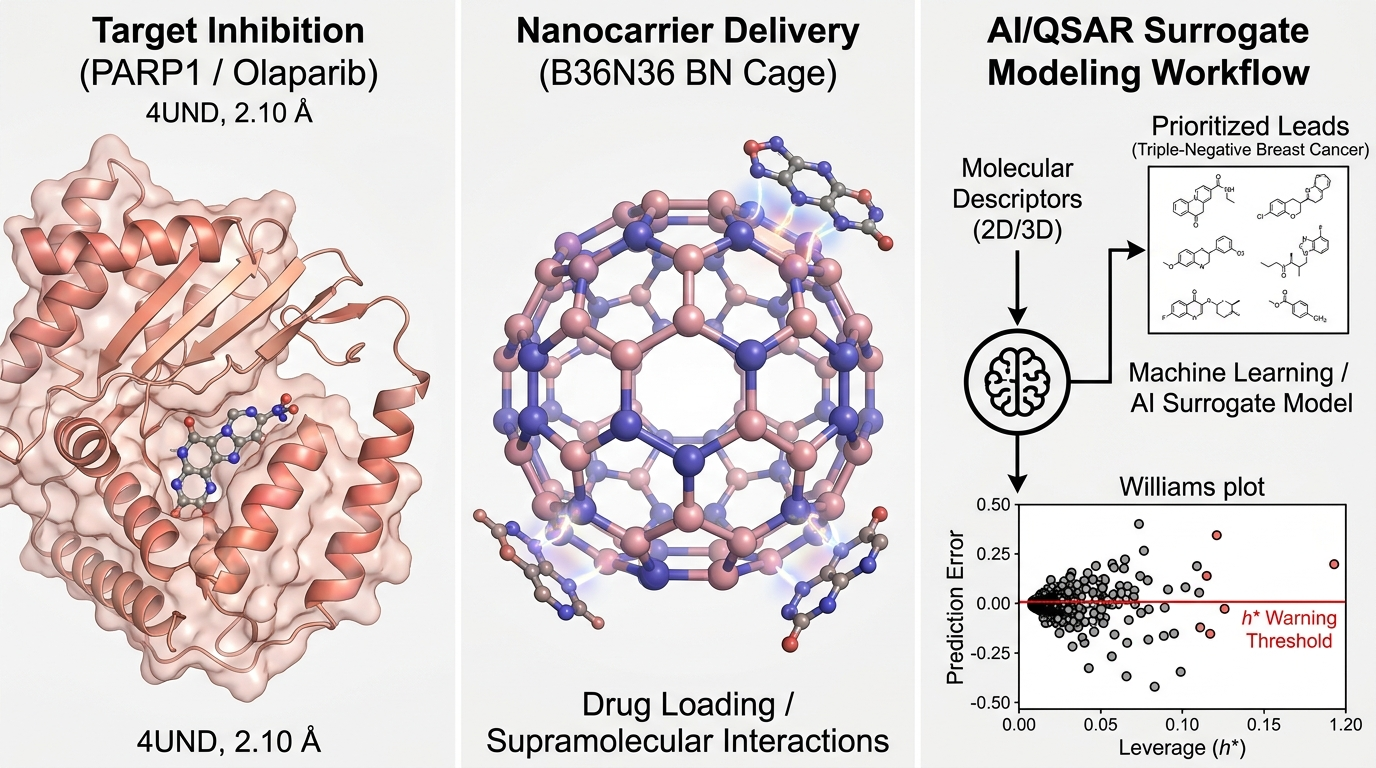 Target Inhibition
(PARP1 / Olaparib)
4UND, 2.10 Å
4UND, 2.10 Å
Nanocarrier Delivery
(B36N36 BN Cage)
Drug Loading /
Supramolecular Interactions
AI/QSAR Surrogate
Modeling Workflow
Molecular
Descriptors
(2D/3D)
Prioritized Leads
(Triple-Negative Breast Cancer)
Machine Learning /
AI Surrogate Model
Williams plot
Prediction Error
0.50
0.25
0.00
-0.25
-0.50
h* Warning
Threshold
0.00 0.05 0.10 0.15 1.20
Leverage (h*)